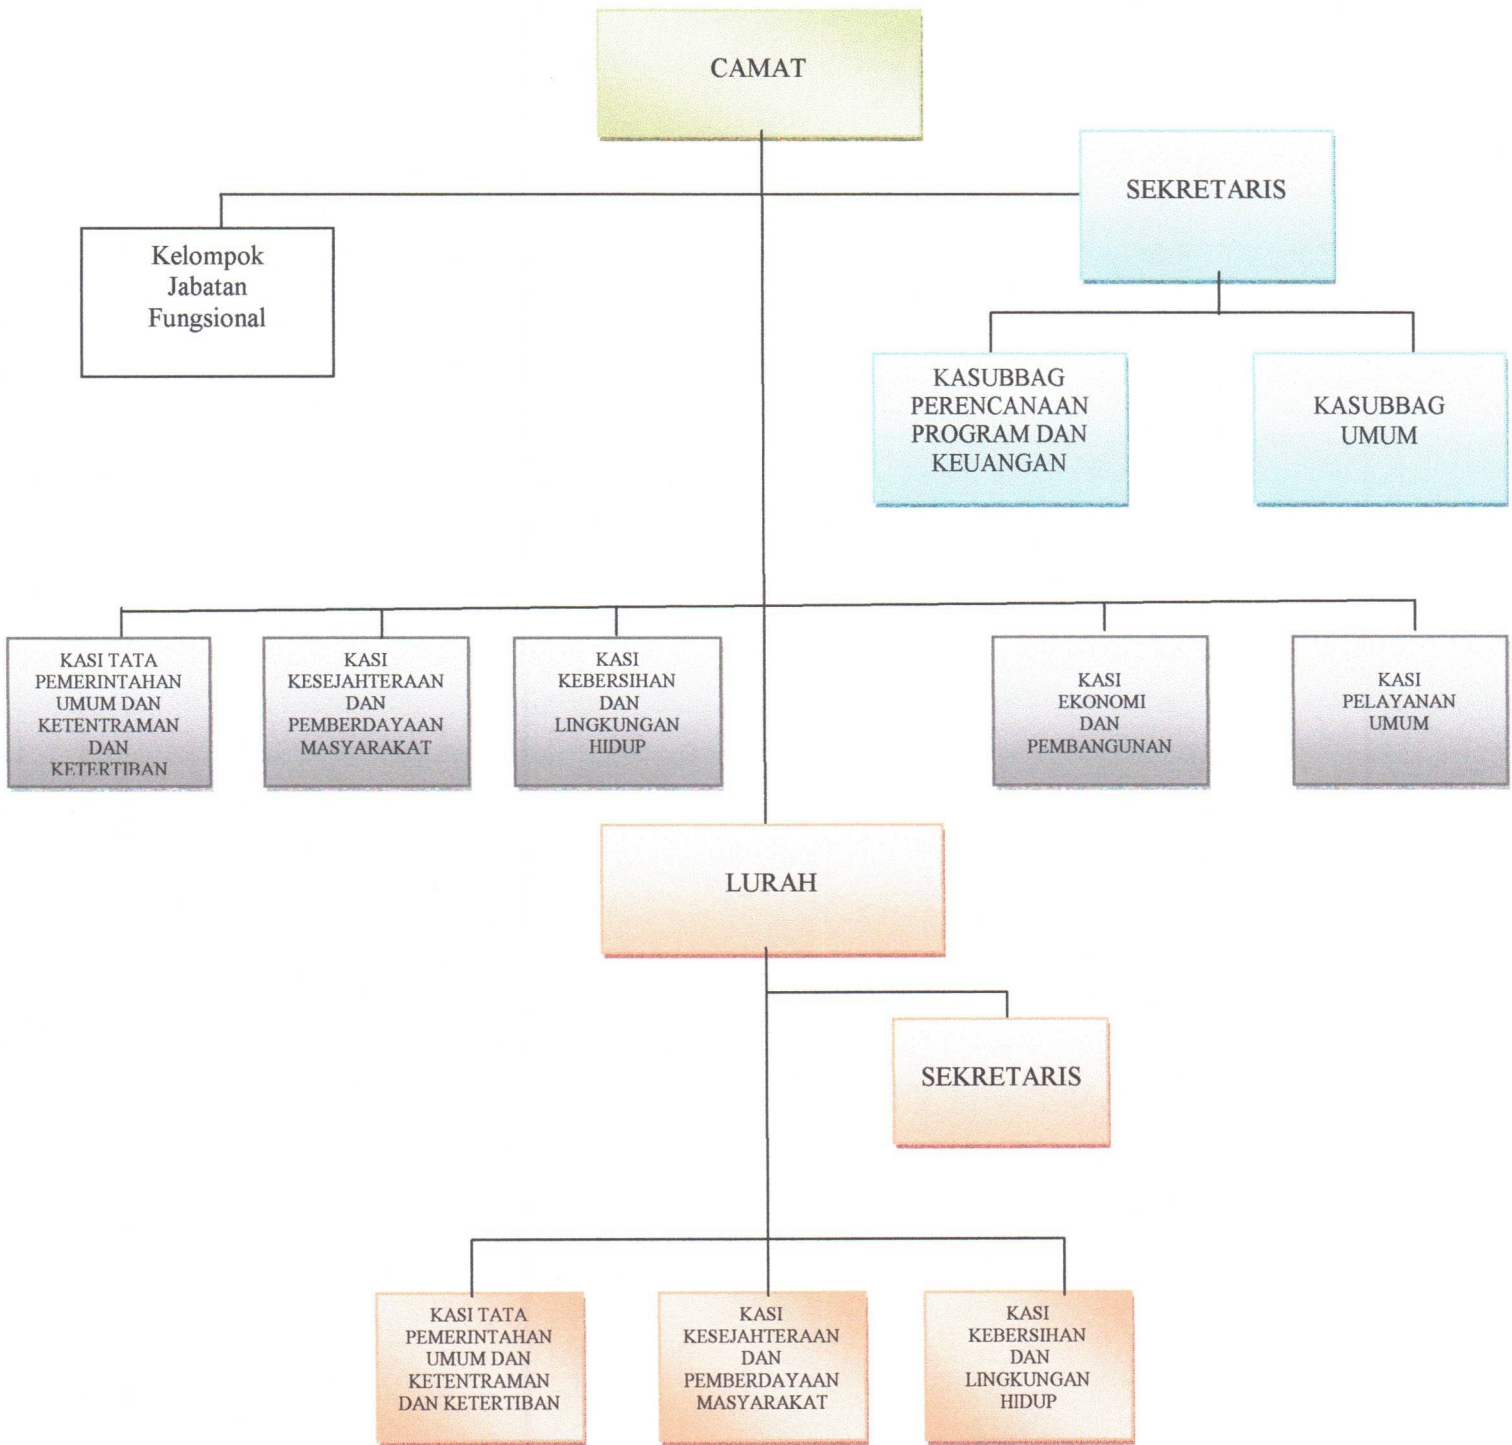 CAMAT
SEKRETARIS
Kelompok
Jabatan
Fungsional
KASUBBAG
PERENCANAAN
PROGRAM DAN
KEUANGAN
KASUBBAG
UMUM
KASI TATA
PEMERINTAHAN
UMUM DAN
KETENTRAMAN
DAN
KETERTIBAN
KASI
KESEJAHTERAAN
DAN
PEMBERDAYAAN
MASYARAKAT
KASI
KEBERSIHAN
DAN
LINGKUNGAN
HIDUP
KASI
EKONOMI
DAN
PEMBANGUNAN
KASI
PELAYANAN
UMUM
LURAH
SEKRETARIS
KASI TATA
PEMERINTAHAN
UMUM DAN
KETENTRAMAN
DAN KETERTIBAN
KASI
KESEJAHTERAAN
DAN
PEMBERDAYAAN
MASYARAKAT
KASI
KEBERSIHAN
DAN
LINGKUNGAN
HIDUP